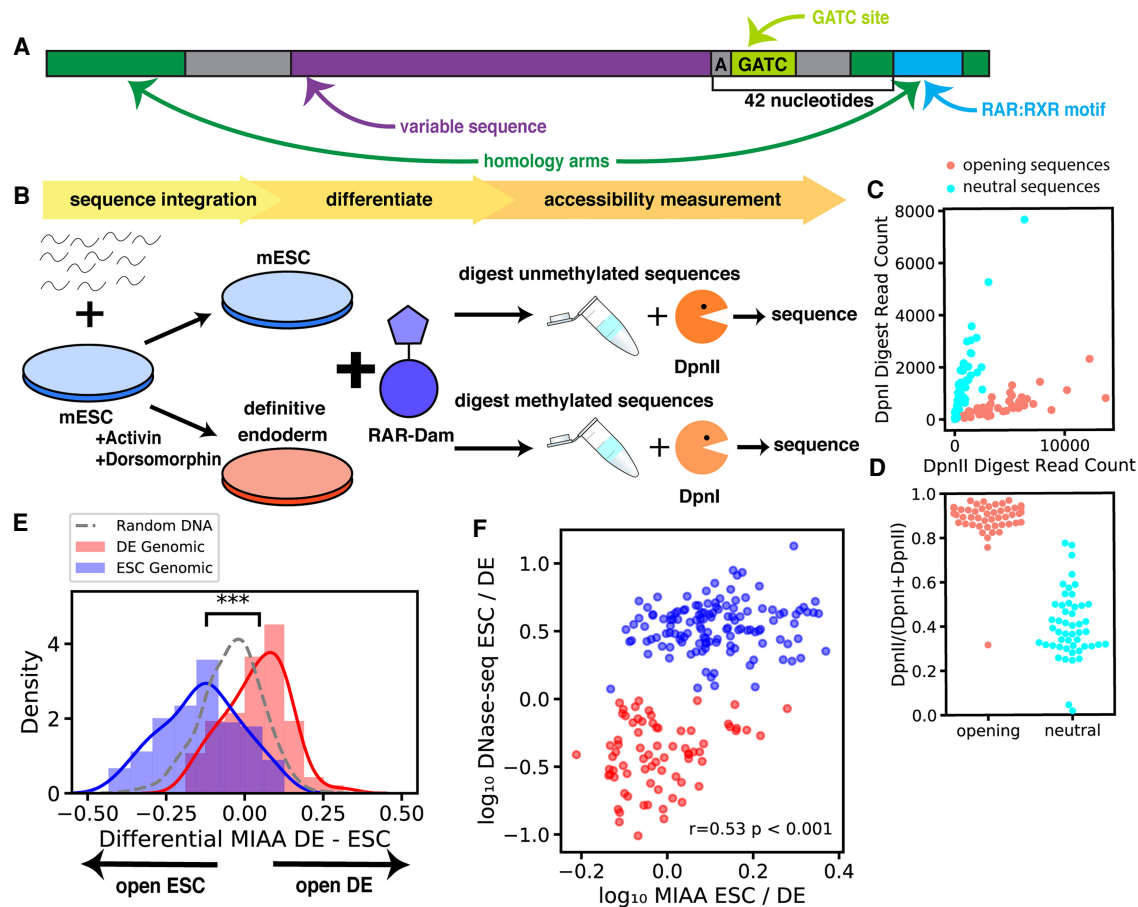 GATC site
A
A
GATC
42 nucleotides
variable sequence
RAR:RXR motif
homology arms
B
sequence integration
differentiate
accessibility measurement
mESC
+
mESC
+Activin
+Dorsomorphin
definitive
endoderm
+
RAR-Dam
digest unmethylated sequences
+
DpnII
sequence
digest methylated sequences
+
DpnI
sequence
C
opening sequences
neutral sequences
8000
6000
4000
2000
0
DpnI Digest Read Count
0
10000
DpnII Digest Read Count
D
1.0
0.8
0.6
0.4
0.2
0.0
DpnII/(DpnI+DpnII)
opening
neutral
E
Random DNA
DE Genomic
ESC Genomic
***
4
2
0
Density
−0.50
−0.25
0.00
0.25
0.50
Differential MIAA DE - ESC
open ESC
open DE
F
1.0
0.5
0.0
−0.5
−1.0
log₁₀ DNase-seq ESC / DE
r=0.53 p < 0.001
−0.2
0.0
0.2
0.4
log₁₀ MIAA ESC / DE